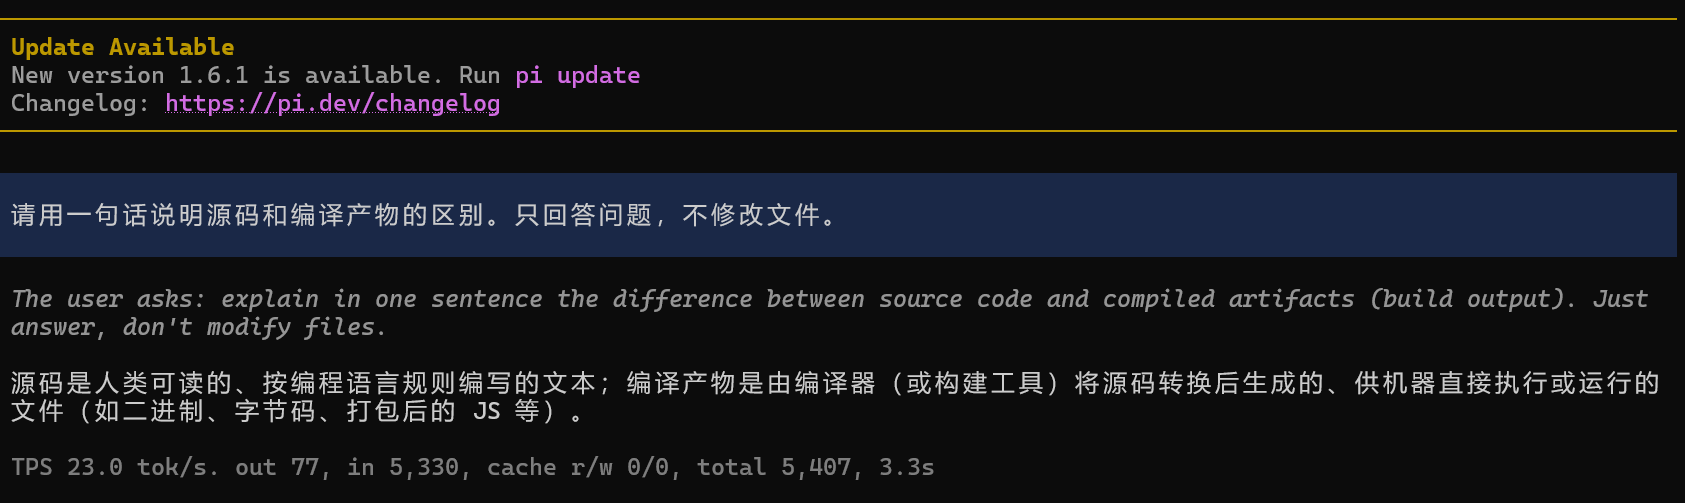 Update Available
New version 1.6.1 is available. Run pi update
Changelog: https://pi.dev/changelog
请用一句话说明源码和编译产物的区别。只回答问题，不修改文件。
The user asks: explain in one sentence the difference between source code and compiled artifacts (build output). Just
answer, don't modify files.
源码是人类可读的、按编程语言规则编写的文本；编译产物是由编译器（或构建工具）将源码转换后生成的、供机器直接执行或运行的
文件（如二进制、字节码、打包后的 JS 等）。
TPS 23.0 tok/s. out 77, in 5,330, cache r/w 0/0, total 5,407, 3.3s